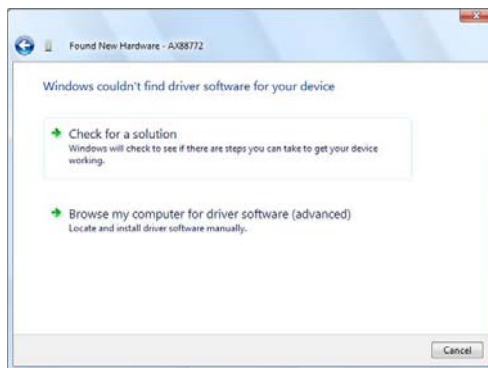 Found New Hardware - AX88772
Windows couldn't find driver software for your device
Check for a solution
Windows will check to see if there are steps you can take to get your device
working.
Browse my computer for driver software (advanced)
Locate and install driver software manually.
Cancel